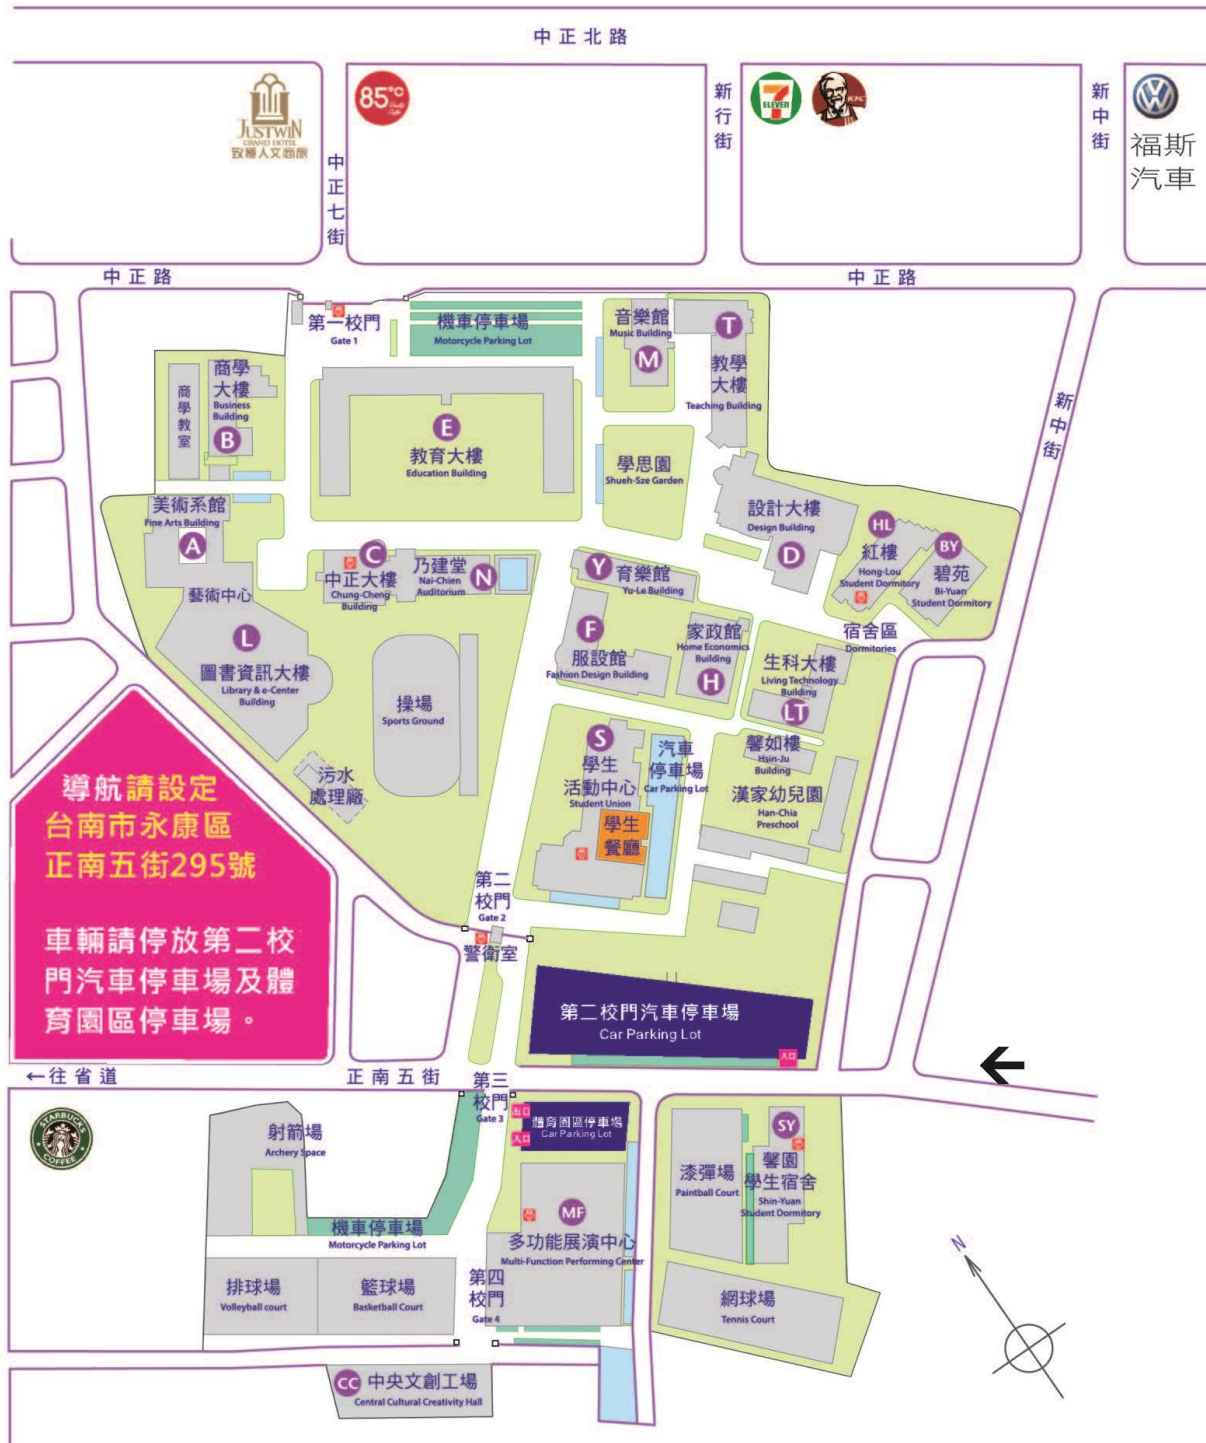 中正北路
JUSTWIN
GRAND HOTEL
致穩人文商旅
85°C
ELEVEN
KFC
福斯
汽車
中正七街
新行街
新中街
中正路
中正路
新中街
第一校門
Gate 1
機車停車場
Motorcycle Parking Lot
音樂館
Music Building
M
T
教學
大樓
Teaching Building
商學教室
商學
大樓
Business
Building
B
E
教育大樓
Education Building
學思園
Shueh-Sze Garden
設計大樓
Design Building
D
HL
紅樓
Hong-Lou
Student Dormitory
BY
碧苑
Bi-Yuan
Student Dormitory
宿舍區
Dormitories
美術系館
Fine Arts Building
A
藝術中心
C
中正大樓
Chung-Cheng
Building
乃建堂
Nai-Chien
Auditorium
N
Y
育樂館
Yu-Le Building
F
服設館
Fashion Design Building
家政館
Home Economics
Building
H
生科大樓
Living Technology
Building
LT
L
圖書資訊大樓
Library & e-Center
Building
操場
Sports Ground
污水
處理廠
S
學生
活動中心
Student Union
學生
餐廳
汽車
停車場
Car Parking Lot
馨如樓
Hsin-Ju
Building
漢家幼兒園
Han-Chia
Preschool
導航請設定
台南市永康區
正南五街295號
車輛請停放第二校
門汽車停車場及體
育園區停車場。
第二
校門
Gate 2
警衛室
第二校門汽車停車場
Car Parking Lot
入口
←往省道
正南五街
第三
校門
Gate 3
出口
入口
體育園區停車場
Car Parking Lot
STARBUCKS
COFFEE
射箭場
Archery Space
機車停車場
Motorcycle Parking Lot
MF
多功能展演中心
Multi-Function Performing Center
漆彈場
Paintball Court
SY
馨園
學生宿舍
Shin-Yuan
Student Dormitory
排球場
Volleyball court
籃球場
Basketball Court
第四
校門
Gate 4
網球場
Tennis Court
N
CC
中央文創工場
Central Cultural Creativity Hall